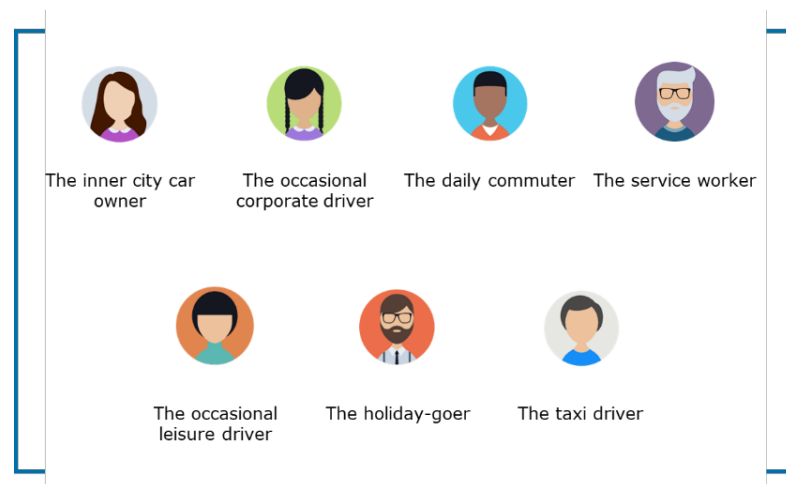 The inner city car
owner
The occasional
corporate driver
The daily commuter
The service worker
The occasional
leisure driver
The holiday-goer
The taxi driver